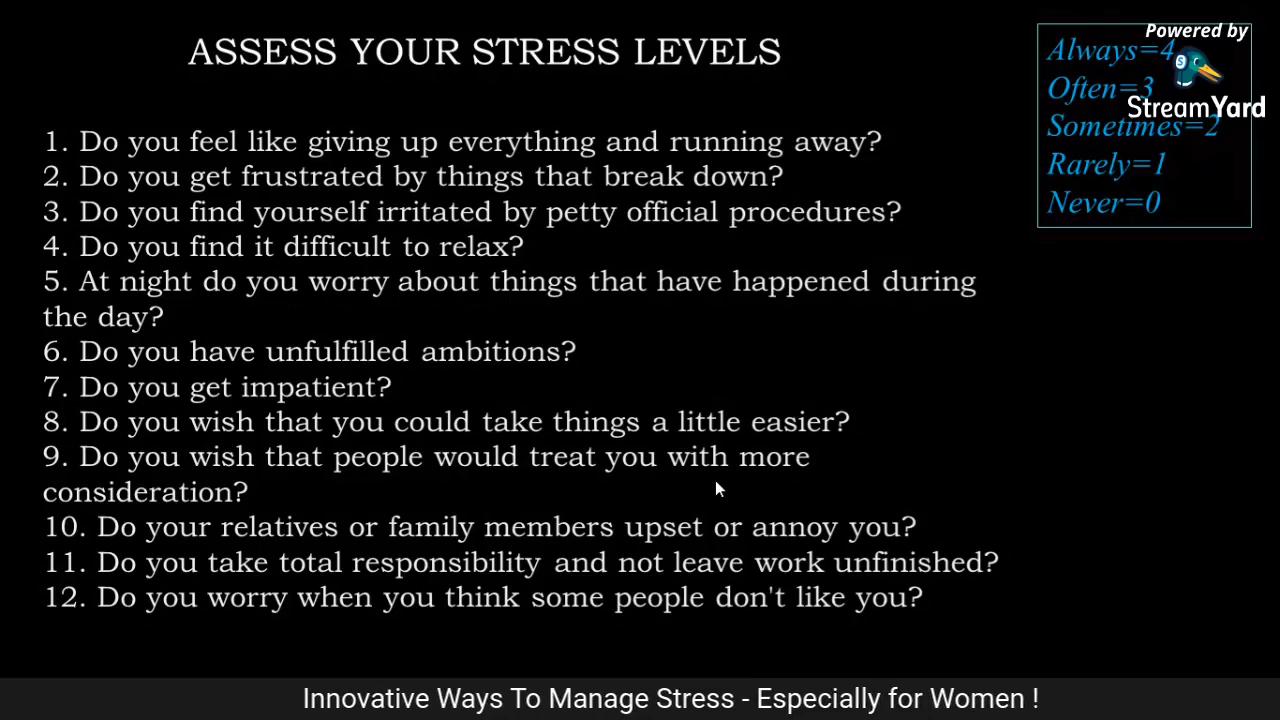 ASSESS YOUR STRESS LEVELS
1. Do you feel like giving up everything and running away?
2. Do you get frustrated by things that break down?
3. Do you find yourself irritated by petty official procedures?
4. Do you find it difficult to relax?
5. At night do you worry about things that have happened during
the day?
6. Do you have unfulfilled ambitions?
7. Do you get impatient?
8. Do you wish that you could take things a little easier?
9. Do you wish that people would treat you with more
consideration?
10. Do your relatives or family members upset or annoy you?
11. Do you take total responsibility and not leave work unfinished?
12. Do you worry when you think some people don't like you?
Always=4
Often=3
Sometimes=2
Rarely=1
Never=0
Powered by
StreamYard
Innovative Ways To Manage Stress - Especially for Women !